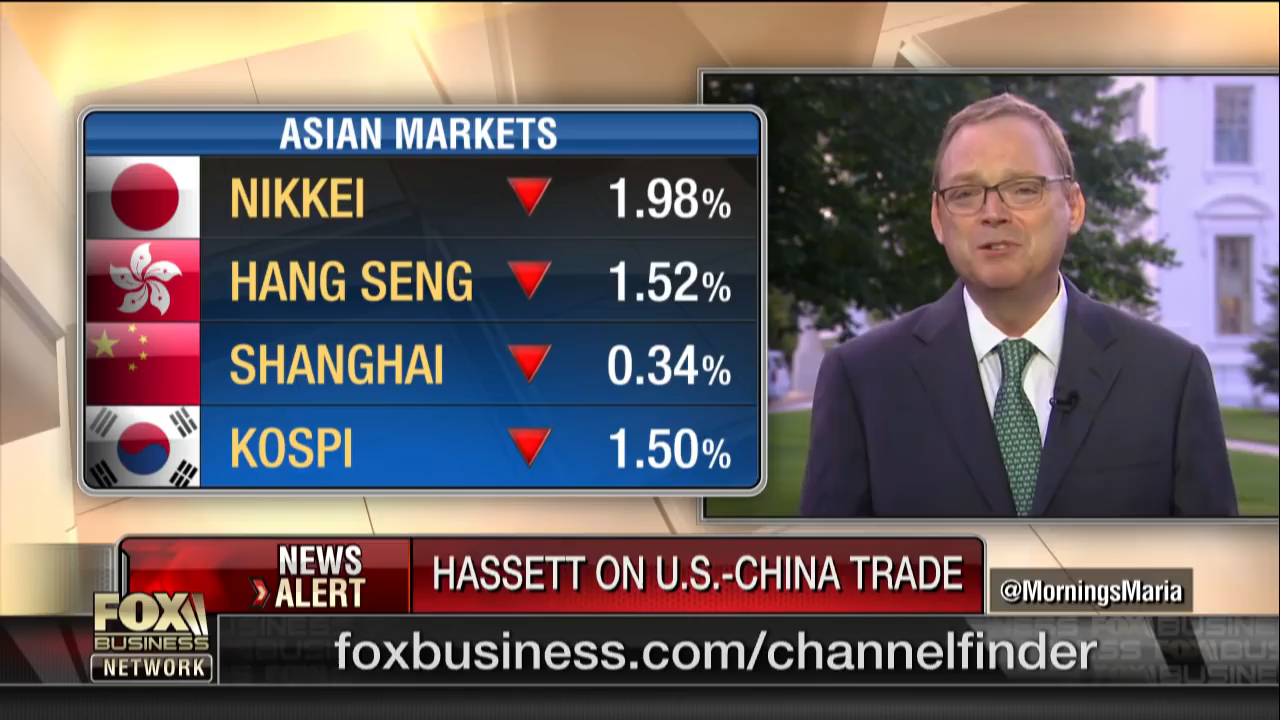 ASIAN MARKETS
NIKKEI 1.98%
HANG SENG 1.52%
SHANGHAI 0.34%
KOSPI 1.50%
NEWS
ALERT
HASSETT ON U.S.-CHINA TRADE
@MorningsMaria
FOX
BUSINESS
NETWORK
foxbusiness.com/channelfinder